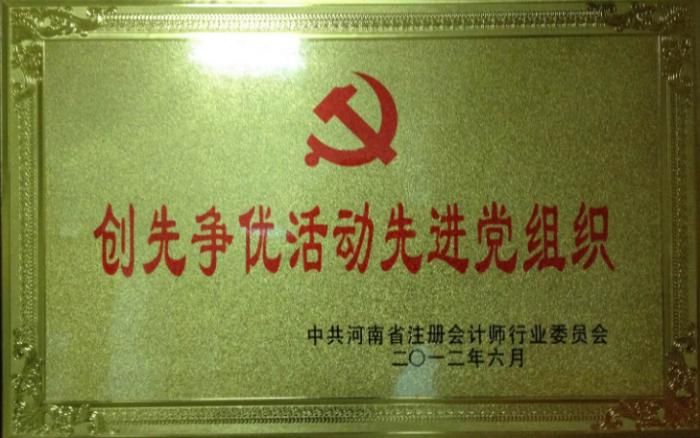 创先争优活动先进党组织
中共河南省注册会计师行业委员会
二〇一二年六月